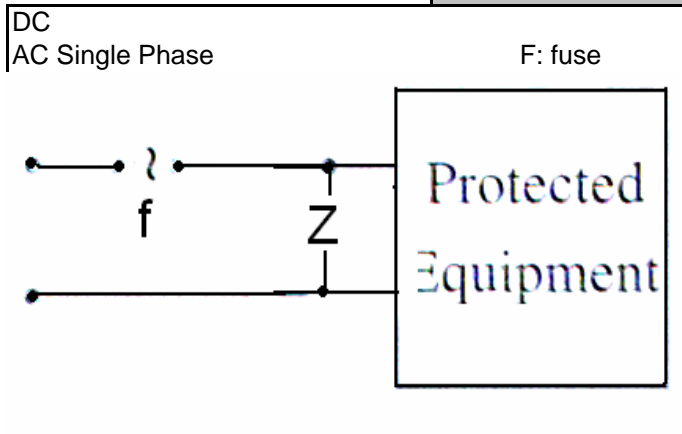 DC
AC Single Phase F: fuse
f
Z
Protected
Equipment